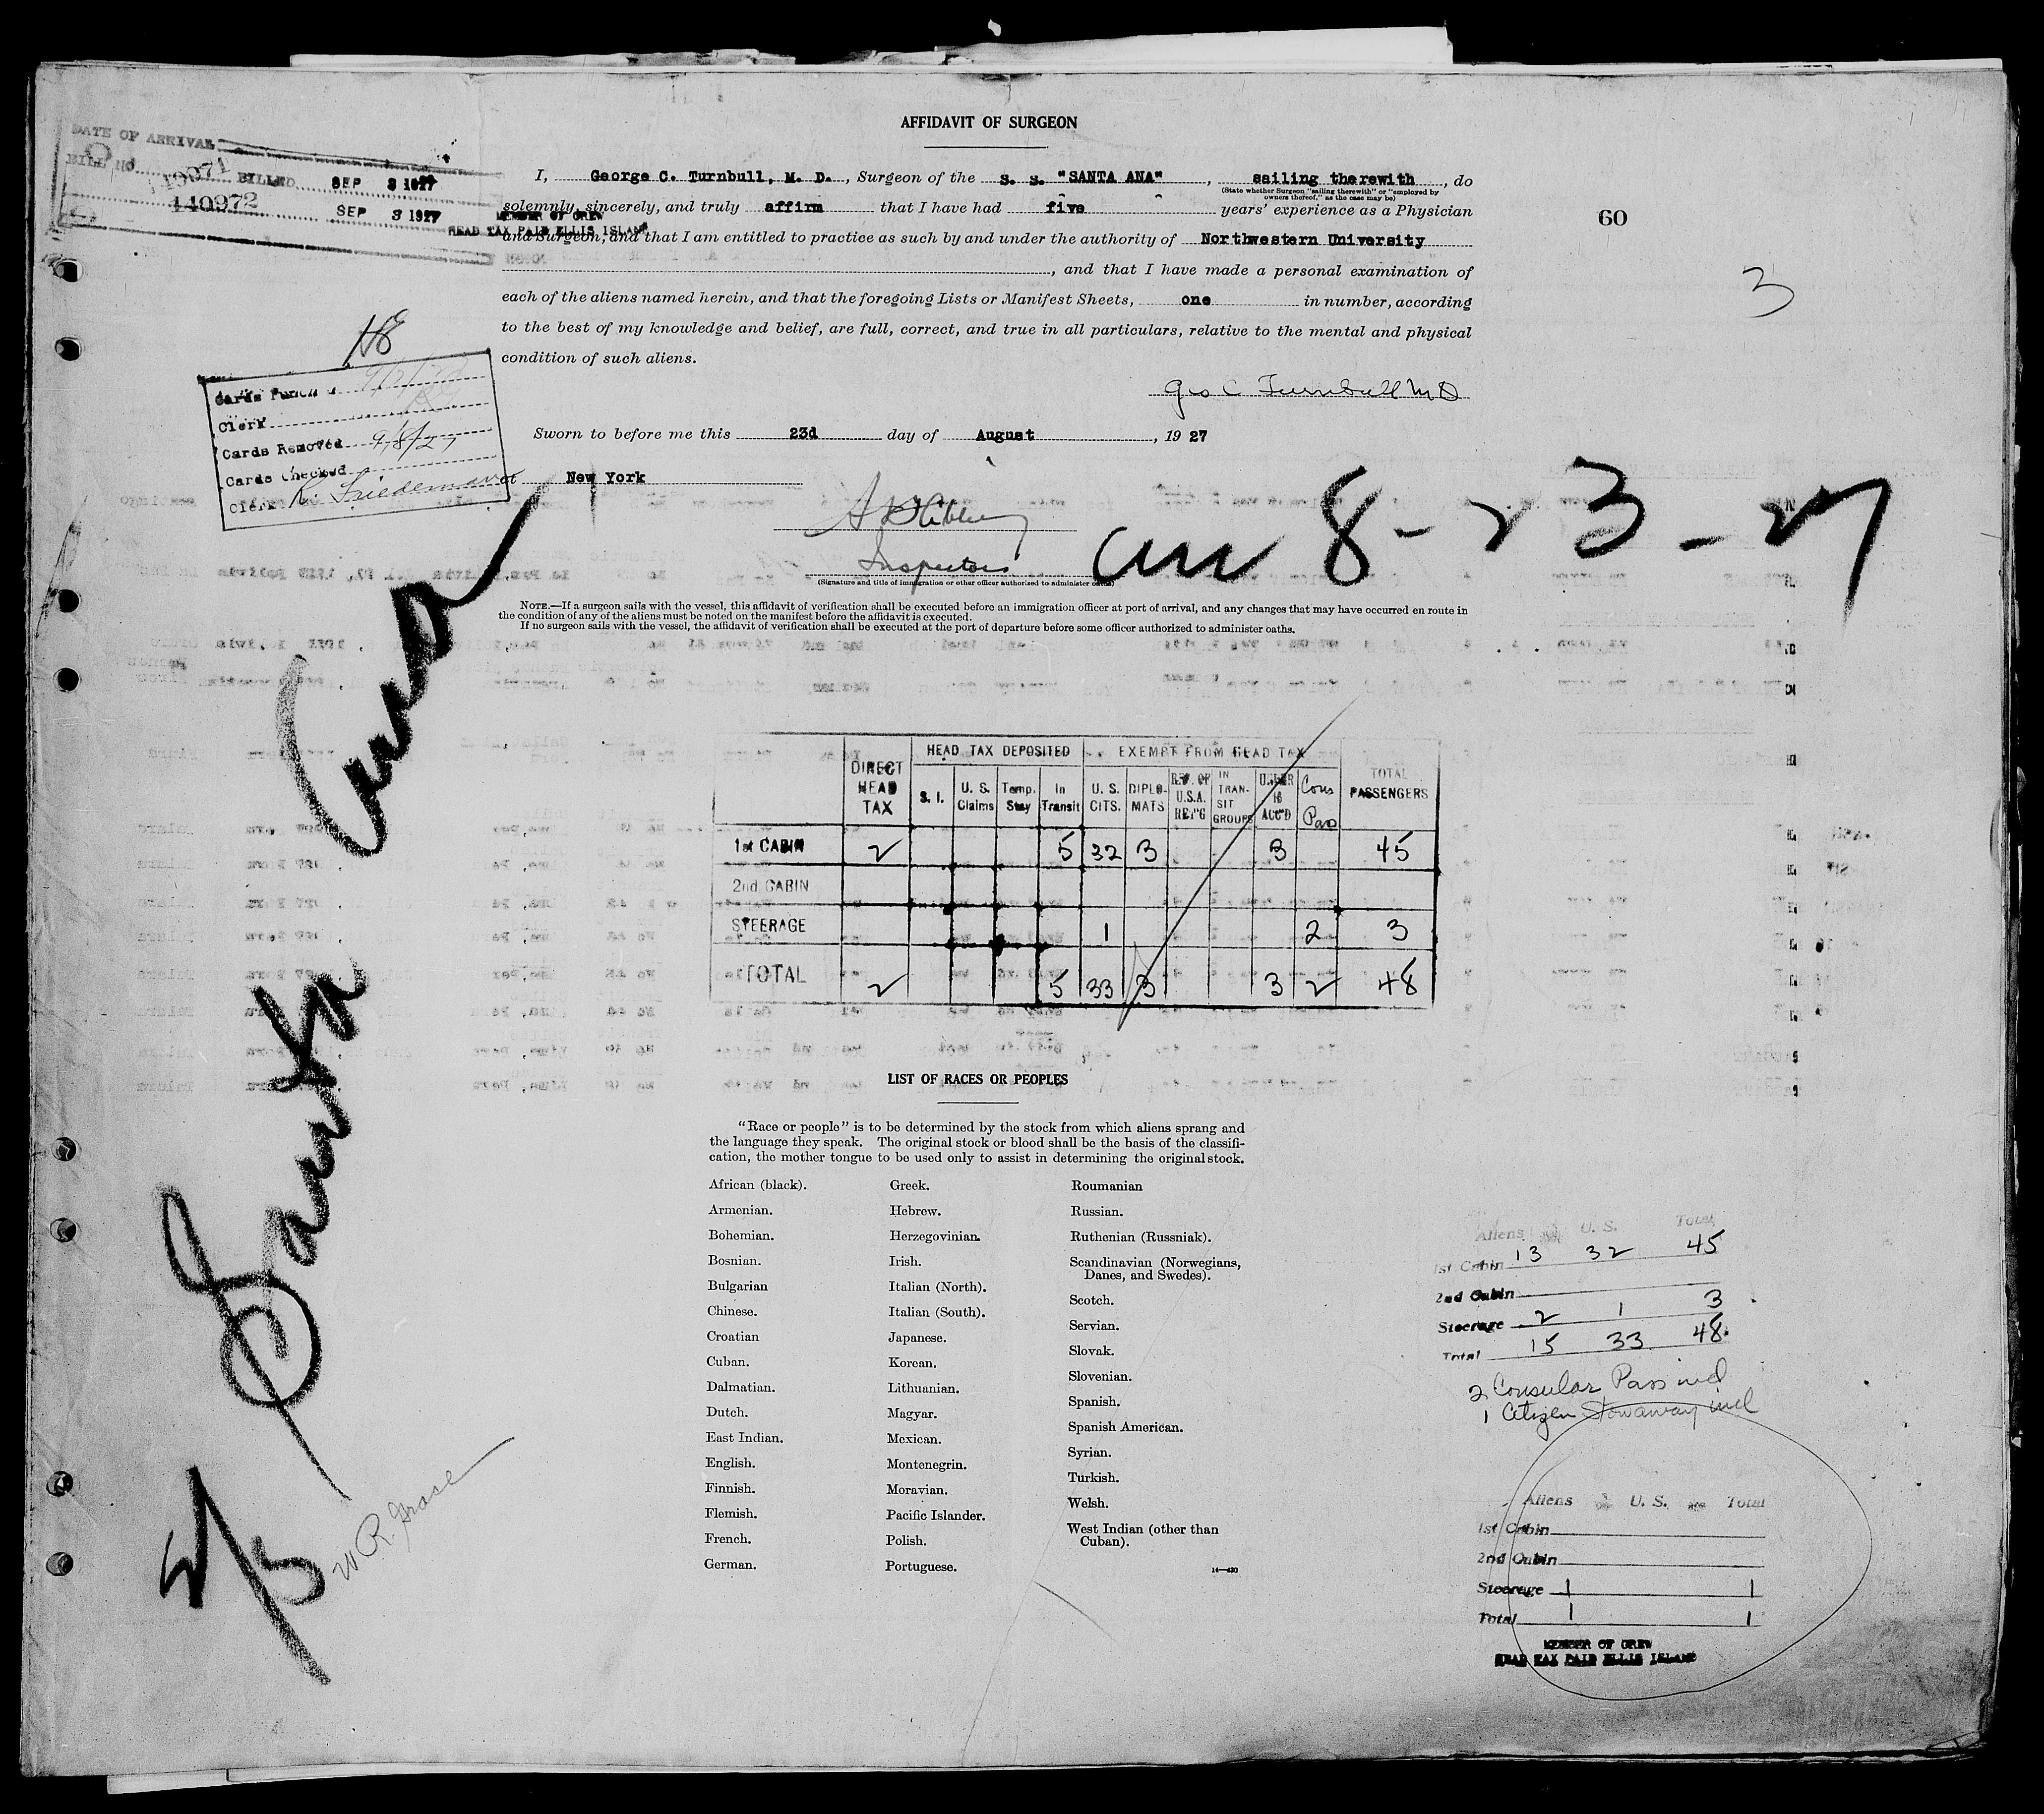 AFFIDAVIT OF SURGEON
DATE OF ARRIVAL
BILL NO. 140971 BILLED SEP 3 1927
140972 SEP 3 1927
MEMBER OF CREW
HEAD TAX PAID ELLIS ISLAND
I, George C. Turnbull, M. D., Surgeon of the S. S. "SANTA ANA", sailing therewith, do
(State whether Surgeon "sailing therewith" or "employed by
owners thereof," as the case may be)
solemnly, sincerely, and truly affirm that I have had five years' experience as a Physician
and Surgeon, and that I am entitled to practice as such by and under the authority of Northwestern University
, and that I have made a personal examination of
each of the aliens named herein, and that the foregoing Lists or Manifest Sheets, one in number, according
to the best of my knowledge and belief, are full, correct, and true in all particulars, relative to the mental and physical
condition of such aliens.
60
3
Geo C Turnbull M D
Sworn to before me this 23d day of August, 19 27
at New York
Inspector
(Signature and title of immigration or other officer authorized to administer oaths)
Cards Punched
Clerk
Cards Removed 9/8/27
Cards Checked
Clerk K. Friedeman
arr 8-23-27
NOTE.—If a surgeon sails with the vessel, this affidavit of verification shall be executed before an immigration officer at port of arrival, and any changes that may have occurred en route in
the condition of any of the aliens must be noted on the manifest before the affidavit is executed.
If no surgeon sails with the vessel, the affidavit of verification shall be executed at the port of departure before some officer authorized to administer oaths.
Santa Ana
W. R. Grace
HEAD TAX DEPOSITED EXEMPT FROM HEAD TAX
DIRECT HEAD TAX S. I. U. S. Claims Temp. Stay In Transit U. S. CITS. DIPLOMATS RES. OF U.S.A. RET'G IN TRANSIT GROUPS UNDER 16 ACC'D Cons Pass TOTAL PASSENGERS
1st CABIN 2 5 32 3 3 45
2nd CABIN
STEERAGE 1 2 3
TOTAL 2 5 33 3 3 2 48
LIST OF RACES OR PEOPLES
"Race or people" is to be determined by the stock from which aliens sprang and
the language they speak. The original stock or blood shall be the basis of the classifi-
cation, the mother tongue to be used only to assist in determining the original stock.
African (black).
Armenian.
Bohemian.
Bosnian.
Bulgarian
Chinese.
Croatian
Cuban.
Dalmatian.
Dutch.
East Indian.
English.
Finnish.
Flemish.
French.
German.
Greek.
Hebrew.
Herzegovinian.
Irish.
Italian (North).
Italian (South).
Japanese.
Korean.
Lithuanian.
Magyar.
Mexican.
Montenegrin.
Moravian.
Pacific Islander.
Polish.
Portuguese.
Roumanian
Russian.
Ruthenian (Russniak).
Scandinavian (Norwegians,
Danes, and Swedes).
Scotch.
Servian.
Slovak.
Slovenian.
Spanish.
Spanish American.
Syrian.
Turkish.
Welsh.
West Indian (other than
Cuban).
14—430
Aliens U. S. Total
1st Cabin 13 32 45
2nd Cabin
Steerage 2 1 3
Total 15 33 48
2 Consular Pass incl
1 Citizen Stowaway incl
Aliens U. S. Total
1st Cabin
2nd Cabin
Steerage 1 1
Total 1 1
MEMBER OF CREW
HEAD TAX PAID ELLIS ISLAND